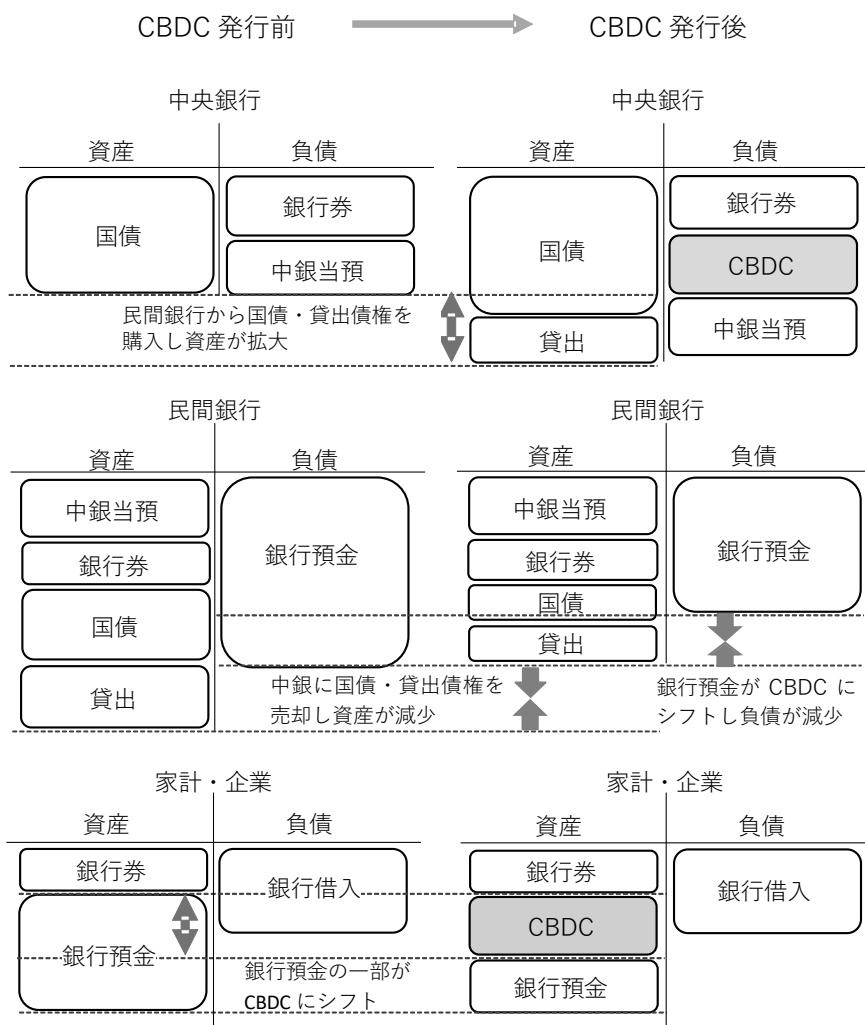 CBDC 発行前
CBDC 発行後
中央銀行
資産
負債
国債
銀行券
中銀当預
民間銀行から国債・貸出債権を
購入し資産が拡大
中央銀行
資産
負債
国債
貸出
銀行券
CBDC
中銀当預
民間銀行
資産
負債
中銀当預
銀行券
国債
貸出
銀行預金
中銀に国債・貸出債権を
売却し資産が減少
民間銀行
資産
負債
中銀当預
銀行券
国債
貸出
銀行預金
銀行預金が CBDC に
シフトし負債が減少
家計・企業
資産
負債
銀行券
銀行預金
銀行借入
銀行預金の一部が
CBDC にシフト
家計・企業
資産
負債
銀行券
CBDC
銀行預金
銀行借入